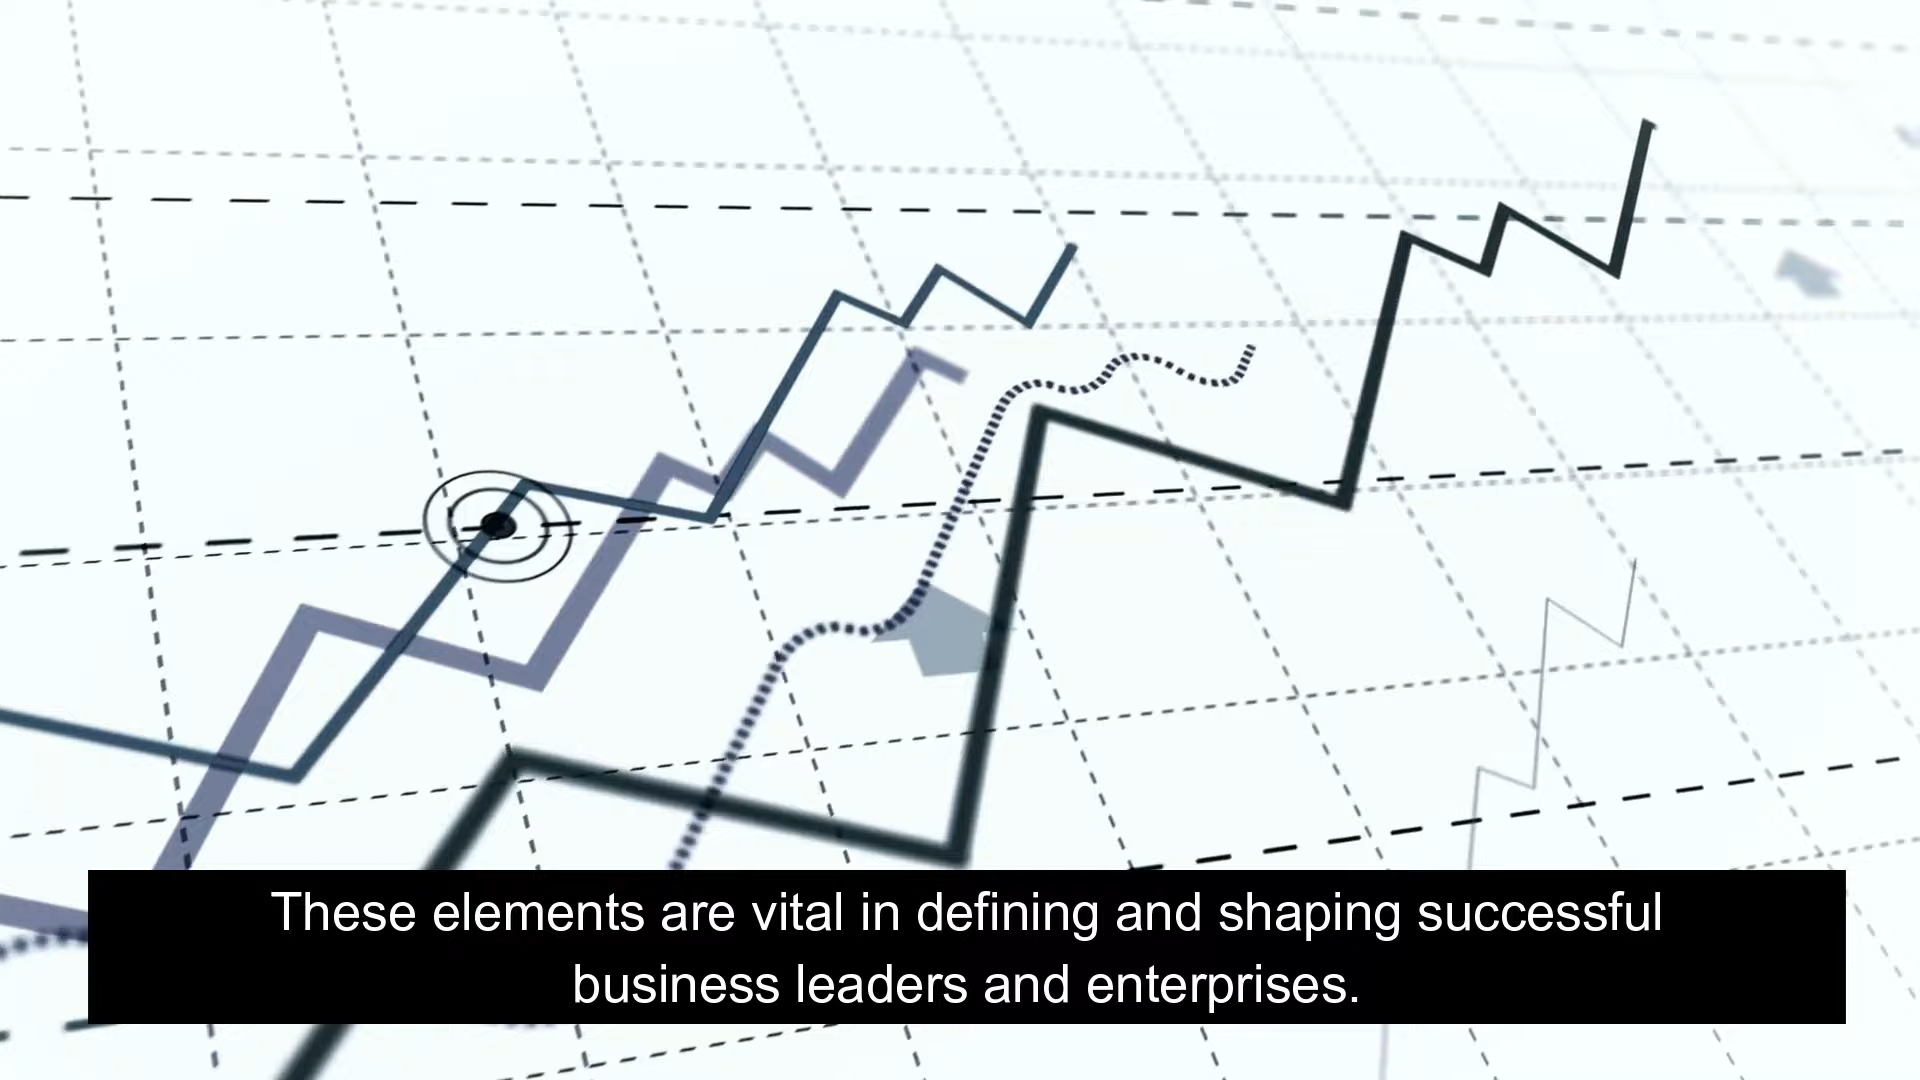 These elements are vital in defining and shaping successful
business leaders and enterprises.